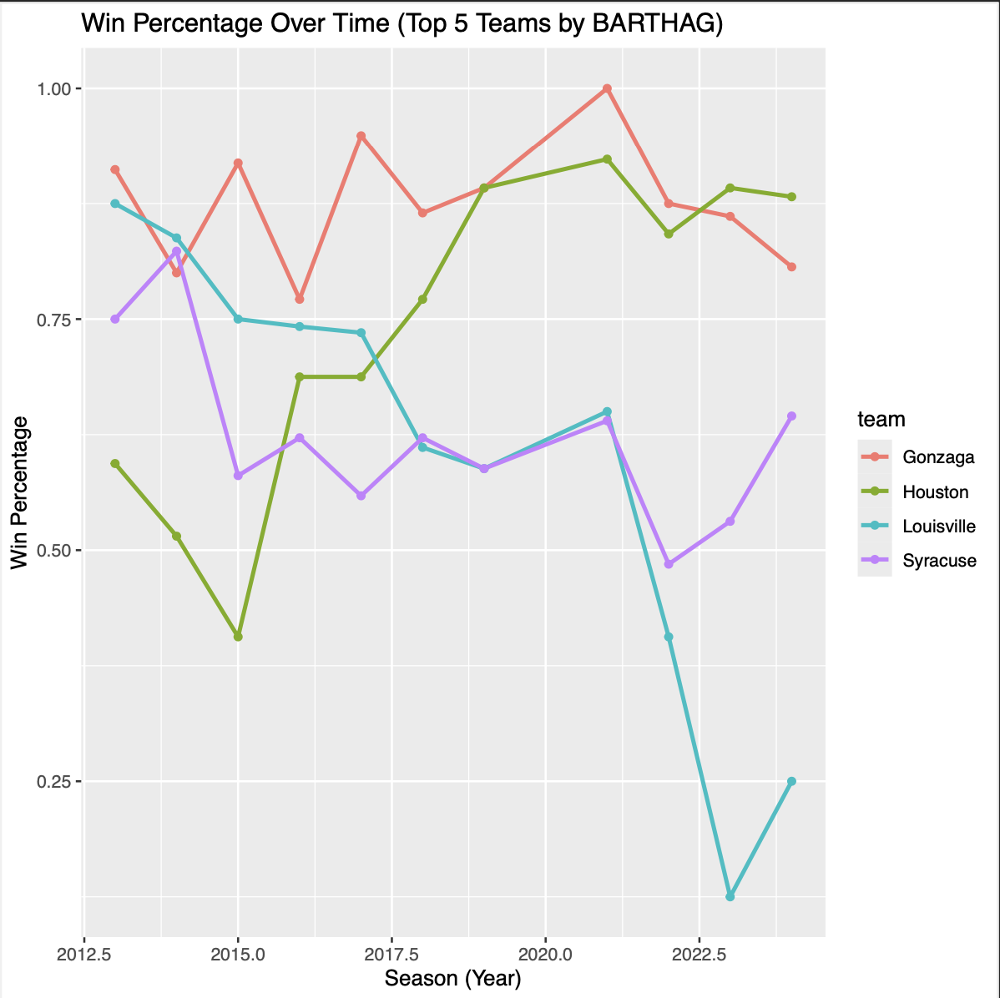 Win Percentage Over Time (Top 5 Teams by BARTHAG)
1.00
0.75
0.50
0.25
Win Percentage
2012.5 2015.0 2017.5 2020.0 2022.5
Season (Year)
team
Gonzaga
Houston
Louisville
Syracuse